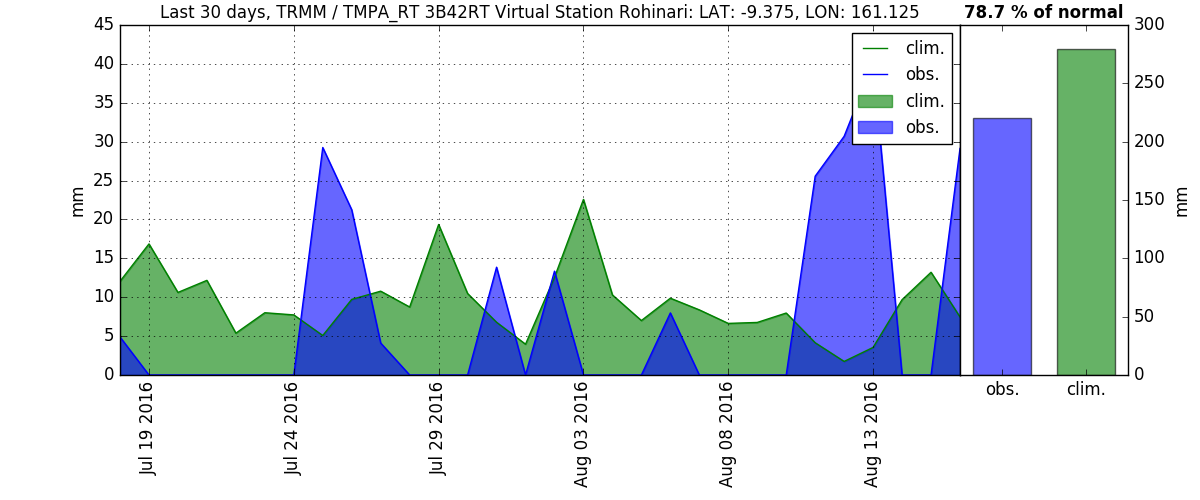 Last 30 days, TRMM / TMPA_RT 3B42RT Virtual Station Rohinari: LAT: -9.375, LON: 161.125
78.7 % of normal
45
40
35
30
25
20
15
10
5
0
mm
clim.
obs.
clim.
obs.
Jul 19 2016
Jul 24 2016
Jul 29 2016
Aug 03 2016
Aug 08 2016
Aug 13 2016
300
250
200
150
100
50
0
mm
obs. clim.